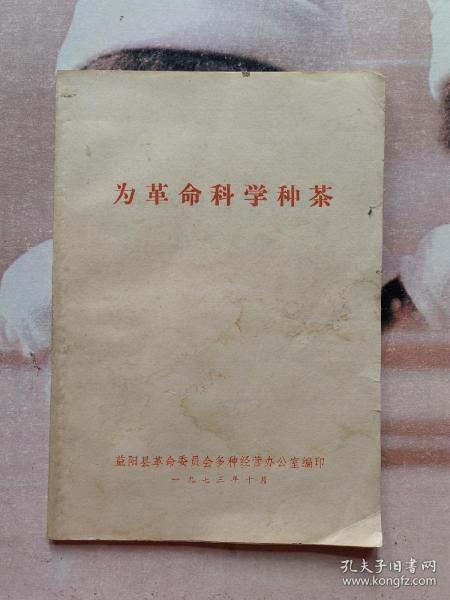 为革命科学种茶
益阳县革命委员会多种经营办公室编印
一九七三年十月
孔夫子旧书网
www.kongfz.com